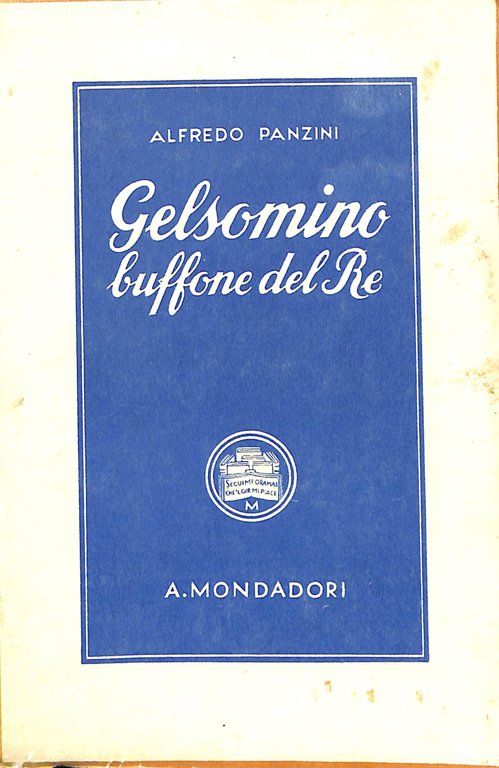 ALFREDO PANZINI
Gelsomino
buffone del Re
SEGUIMI ORAMAI
CHE 'L GIR MI PIACE
M
A. MONDADORI